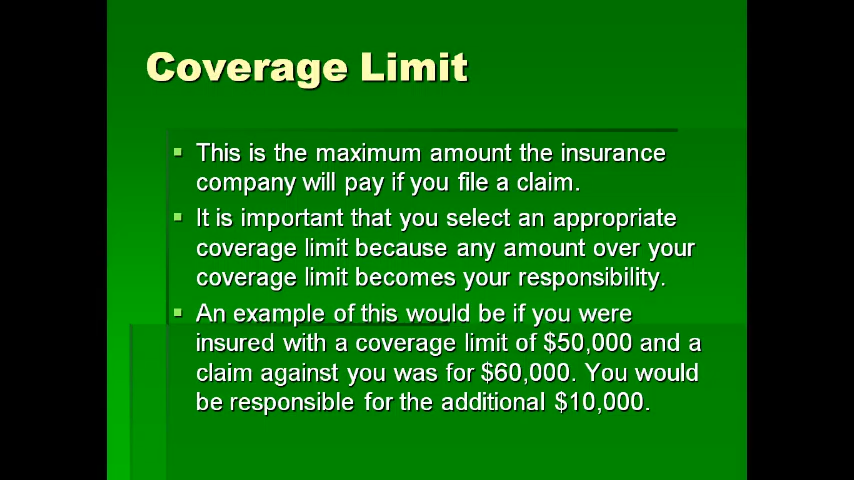 Coverage Limit
▪ This is the maximum amount the insurance
company will pay if you file a claim.
▪ It is important that you select an appropriate
coverage limit because any amount over your
coverage limit becomes your responsibility.
▪ An example of this would be if you were
insured with a coverage limit of $50,000 and a
claim against you was for $60,000. You would
be responsible for the additional $10,000.